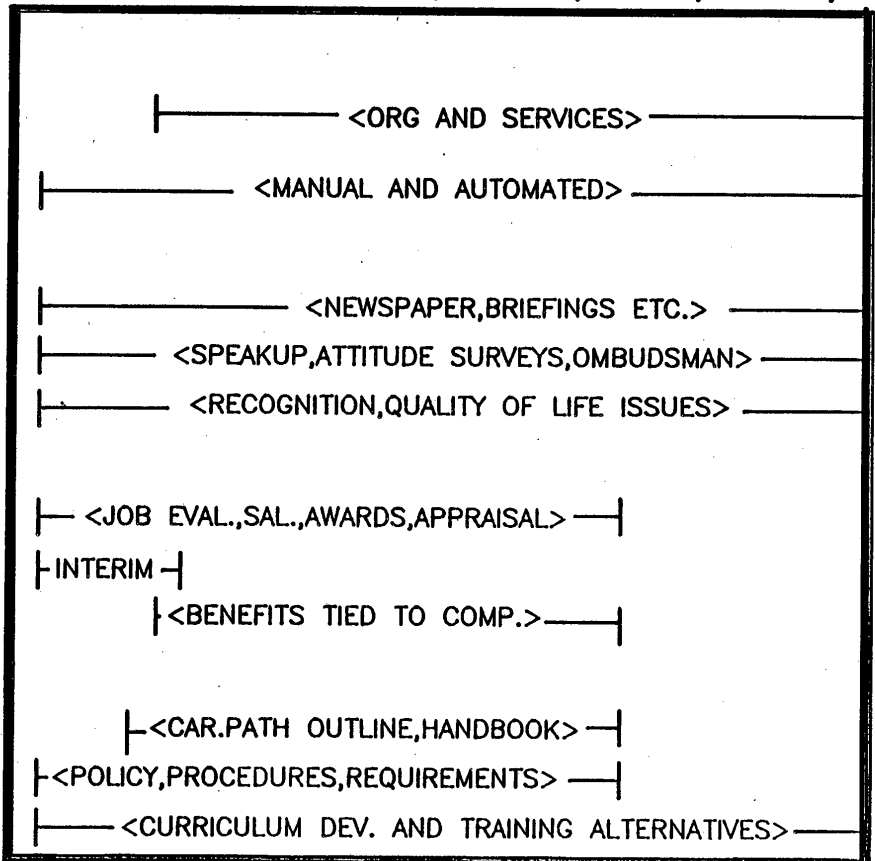 <ORG AND SERVICES>
<MANUAL AND AUTOMATED>
<NEWSPAPER,BRIEFINGS ETC.>
<SPEAKUP,ATTITUDE SURVEYS,OMBUDSMAN>
<RECOGNITION,QUALITY OF LIFE ISSUES>
<JOB EVAL.,SAL.,AWARDS,APPRAISAL>
INTERIM
<BENEFITS TIED TO COMP.>
<CAR.PATH OUTLINE,HANDBOOK>
<POLICY,PROCEDURES,REQUIREMENTS>
<CURRICULUM DEV. AND TRAINING ALTERNATIVES>